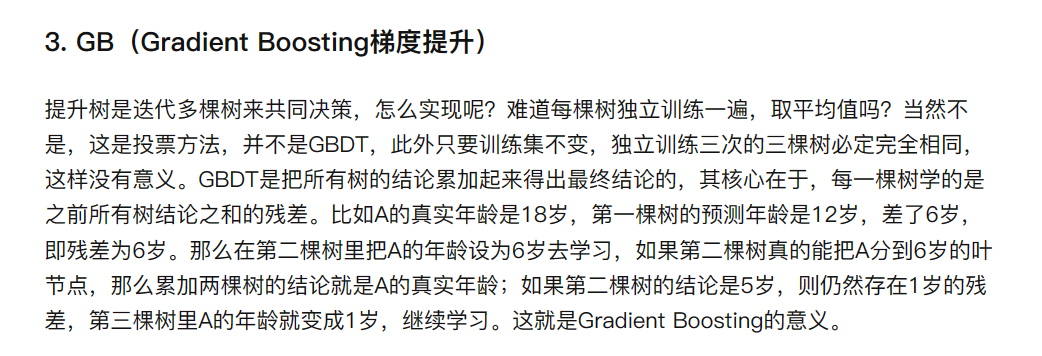 3. GB（Gradient Boosting梯度提升）
提升树是迭代多棵树来共同决策，怎么实现呢？难道每棵树独立训练一遍，取平均值吗？当然不
是，这是投票方法，并不是GBDT，此外只要训练集不变，独立训练三次的三棵树必定完全相同，
这样没有意义。GBDT是把所有树的结论累加起来得出最终结论的，其核心在于，每一棵树学的是
之前所有树结论之和的残差。比如A的真实年龄是18岁，第一棵树的预测年龄是12岁，差了6岁，
即残差为6岁。那么在第二棵树里把A的年龄设为6岁去学习，如果第二棵树真的能把A分到6岁的叶
节点，那么累加两棵树的结论就是A的真实年龄；如果第二棵树的结论是5岁，则仍然存在1岁的残
差，第三棵树里A的年龄就变成1岁，继续学习。这就是Gradient Boosting的意义。